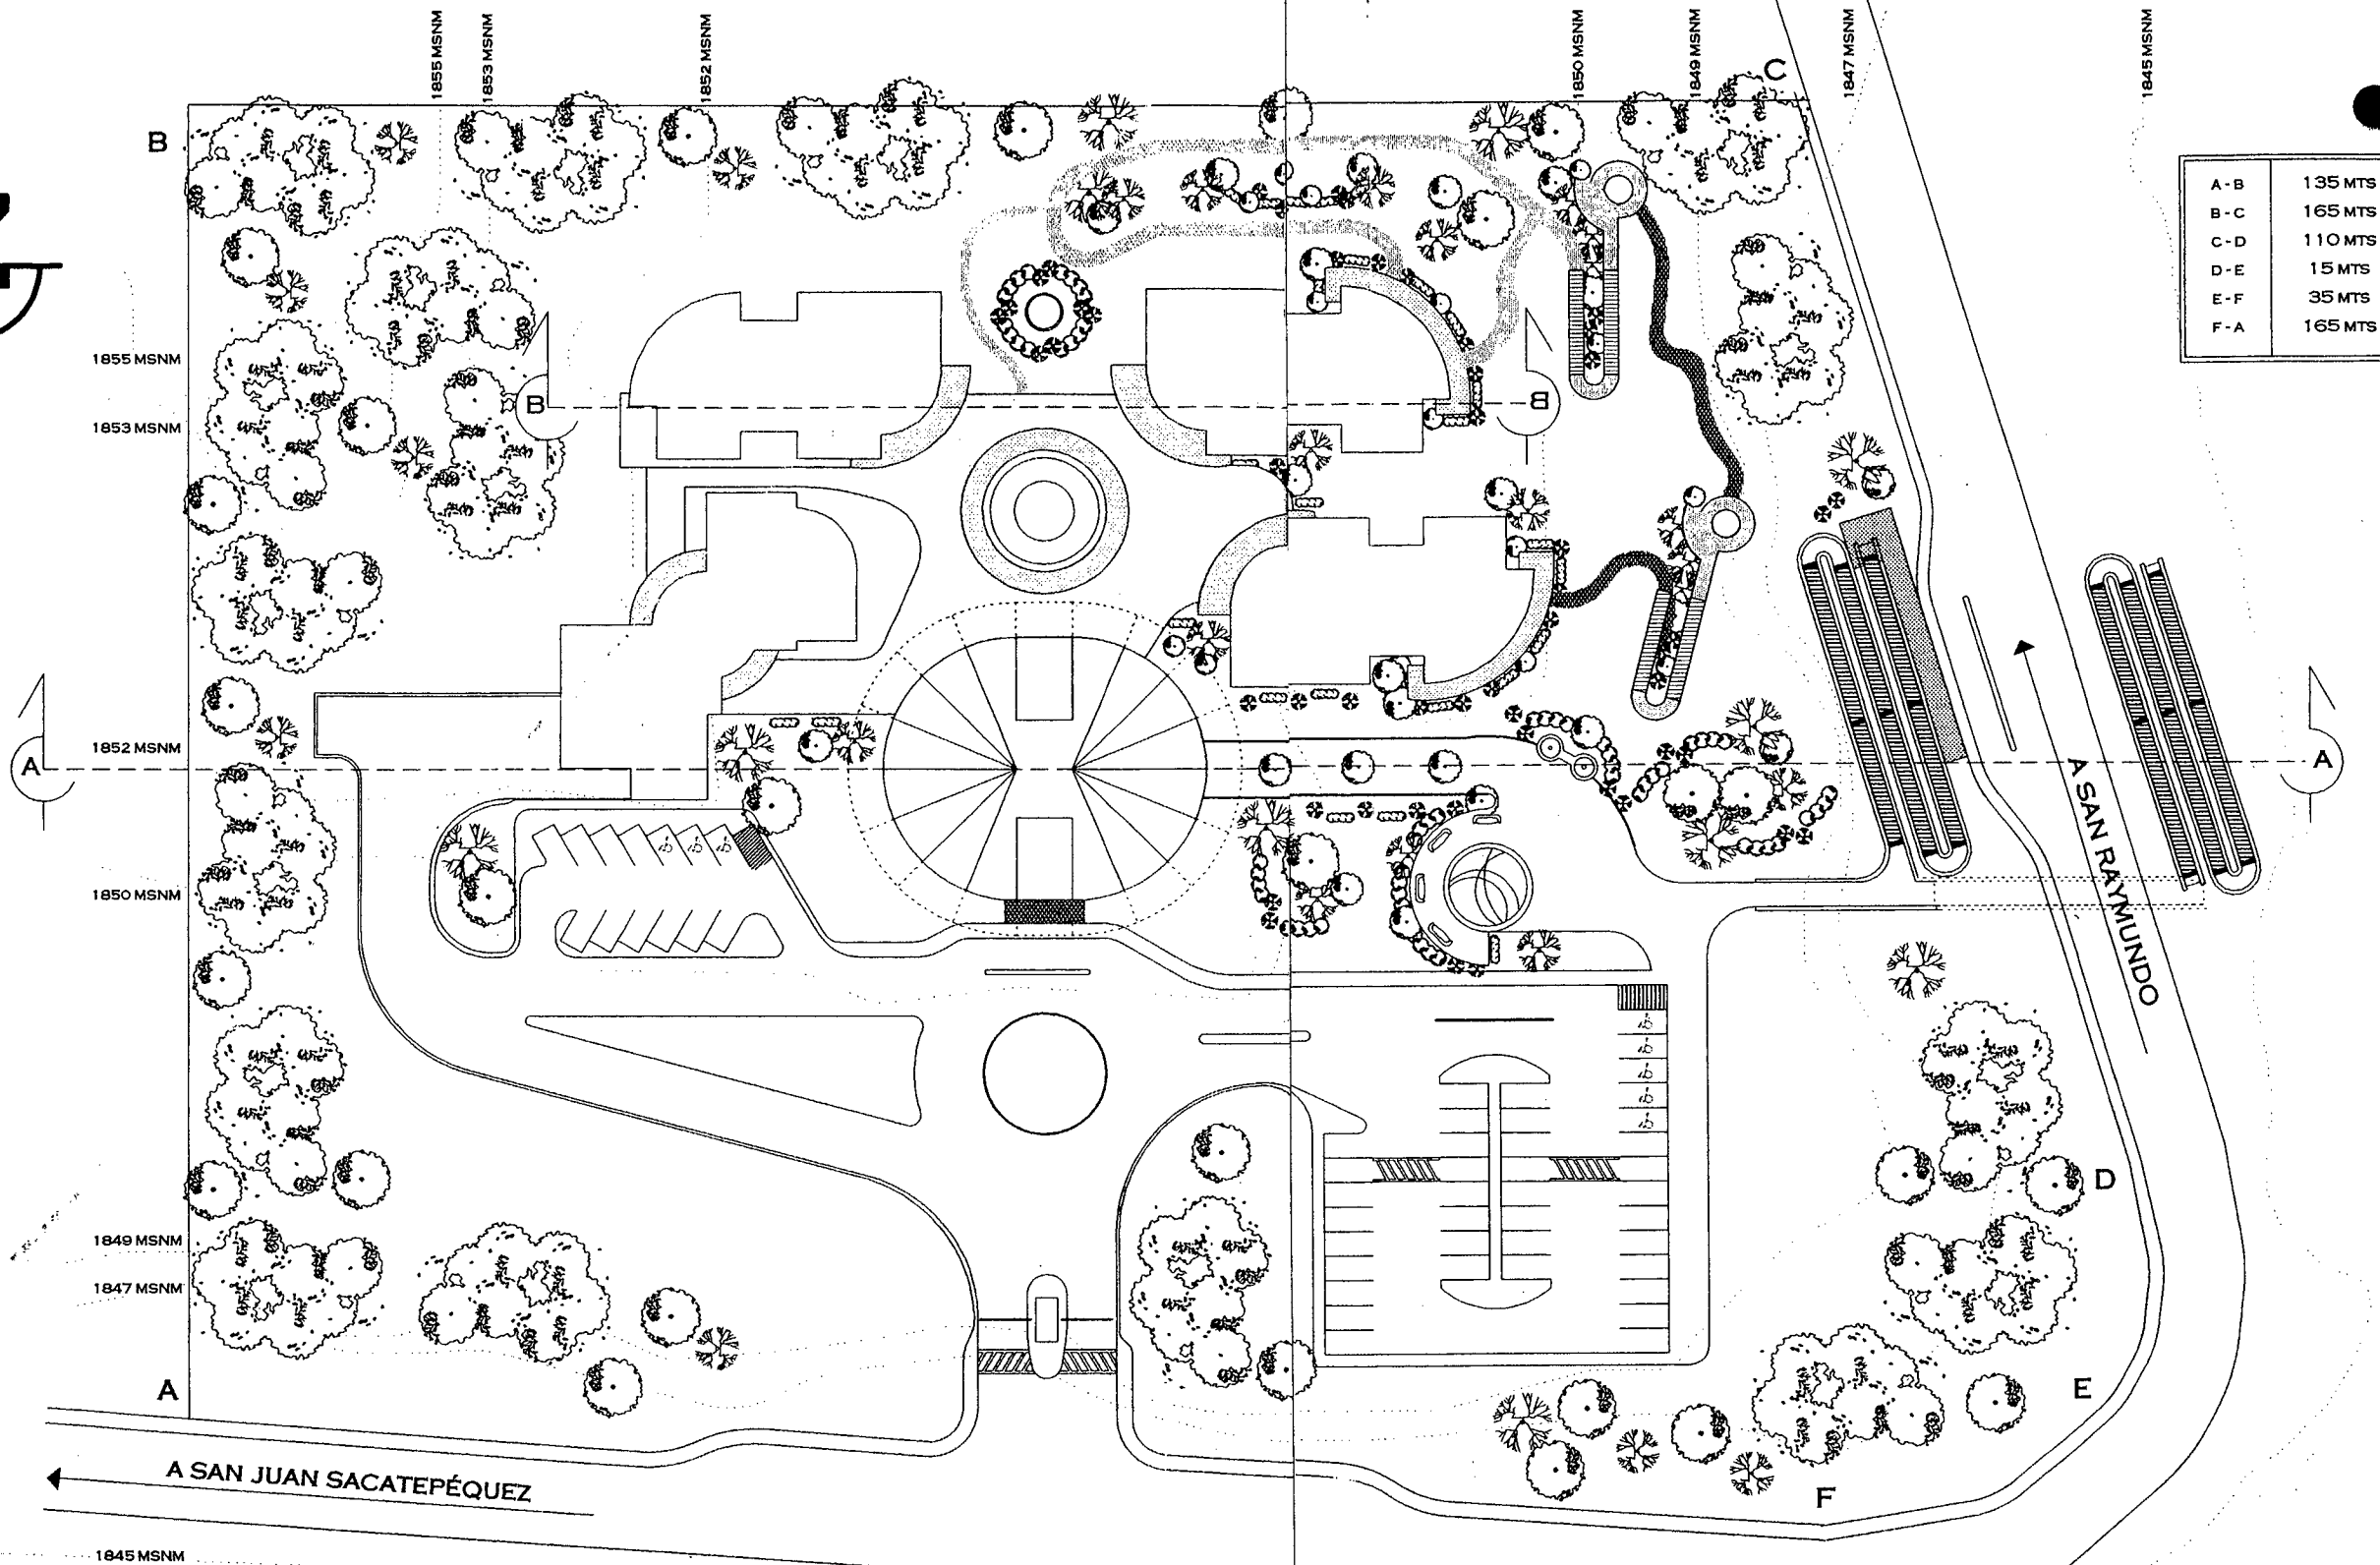 1855 MSNM
1853 MSNM
1852 MSNM
1850 MSNM
1849 MSNM
1847 MSNM
1845 MSNM
C
B
A-B 135 MTS
B-C 165 MTS
C-D 110 MTS
D-E 15 MTS
E-F 35 MTS
F-A 165 MTS
1855 MSNM
B
B
1853 MSNM
1852 MSNM
A
A
A SAN RAYMUNDO
1850 MSNM
D
1849 MSNM
1847 MSNM
A
E
A SAN JUAN SACATEPÉQUEZ
F
1845 MSNM